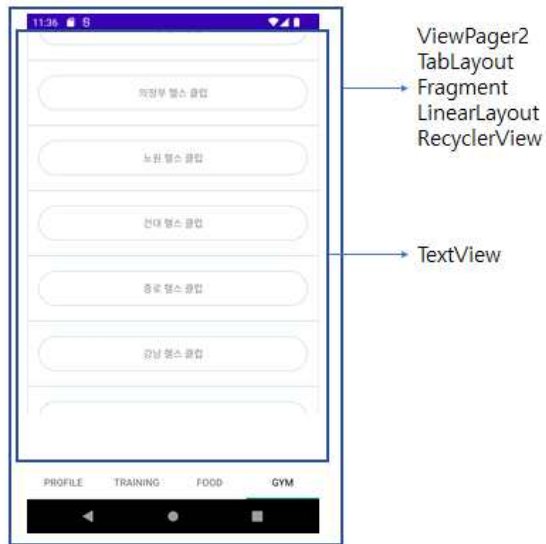 11:36
의정부 헬스 클럽
노원 헬스 클럽
건대 헬스 클럽
종로 헬스 클럽
강남 헬스 클럽
PROFILE TRAINING FOOD GYM
ViewPager2
TabLayout
Fragment
LinearLayout
RecyclerView
TextView